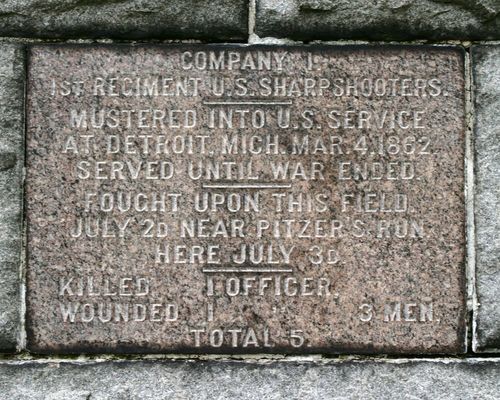 COMPANY I.
1ST REGIMENT U.S. SHARPSHOOTERS.
MUSTERED INTO U.S. SERVICE
AT DETROIT, MICH. MAR. 4, 1862.
SERVED UNTIL WAR ENDED.
FOUGHT UPON THIS FIELD
JULY 2D NEAR PITZER'S RUN.
HERE JULY 3D
KILLED 1 OFFICER.
WOUNDED 1 " 3 MEN.
TOTAL 5.